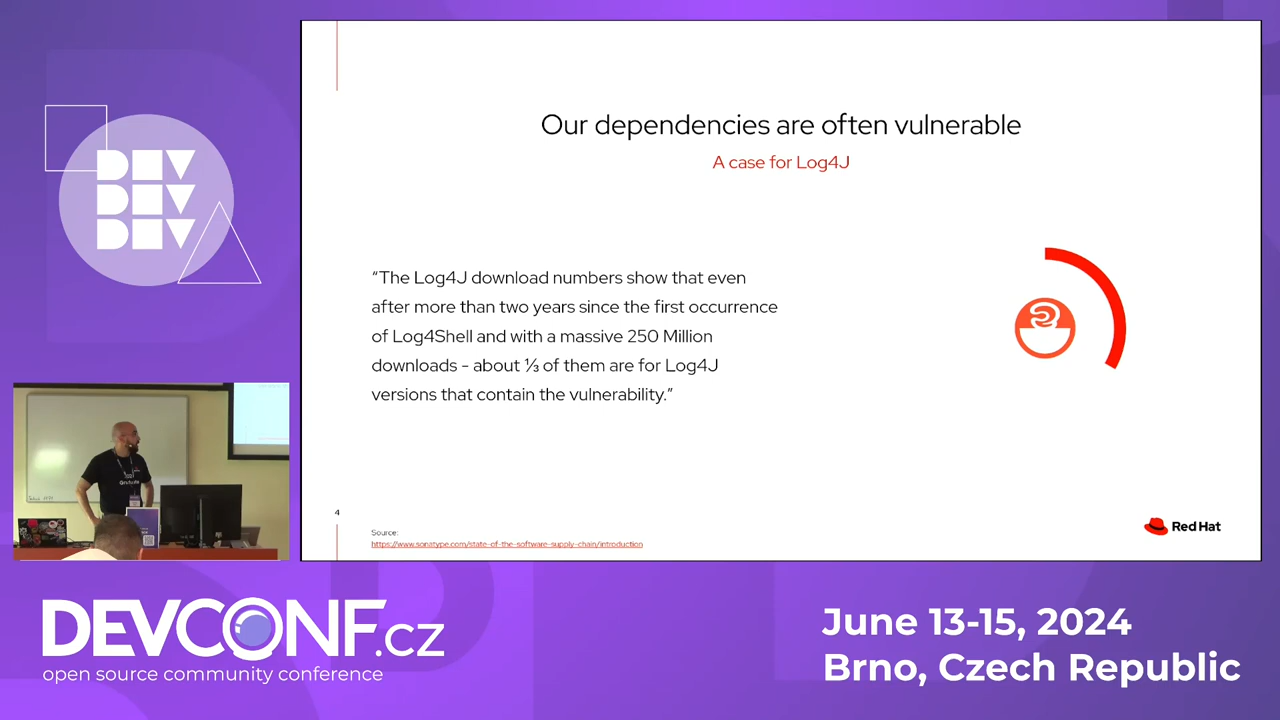 DEV
DEV
DEV
Our dependencies are often vulnerable
A case for Log4J
“The Log4J download numbers show that even
after more than two years since the first occurrence
of Log4Shell and with a massive 250 Million
downloads - about ⅓ of them are for Log4J
versions that contain the vulnerability.”
4
Source:
https://www.sonatype.com/state-of-the-software-supply-chain/introduction
Red Hat
DEVCONF.cz
open source community conference
June 13-15, 2024
Brno, Czech Republic